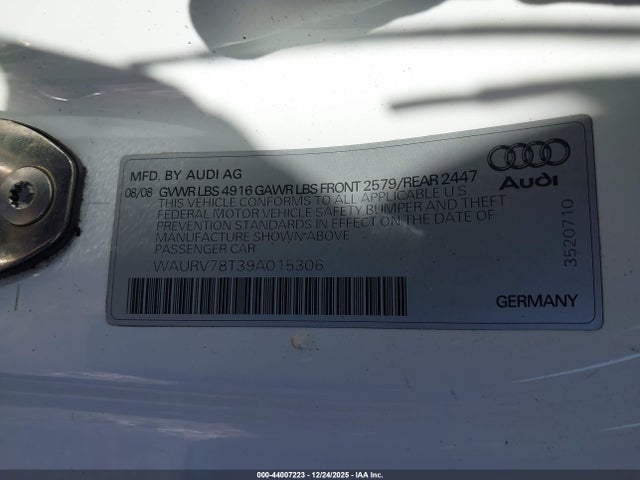 MFD. BY AUDI AG
08/08 GVWR LBS 4916 GAWR LBS FRONT 2579/REAR 2447
THIS VEHICLE CONFORMS TO ALL APPLICABLE U.S.
FEDERAL MOTOR VEHICLE SAFETY BUMPER AND THEFT
PREVENTION STANDARDS IN EFFECT ON THE DATE OF
MANUFACTURE SHOWN ABOVE
PASSENGER CAR
WAURV78T39A015306
Audi
3520710
GERMANY
000-44007223 - 12/24/2025 - IAA Inc.